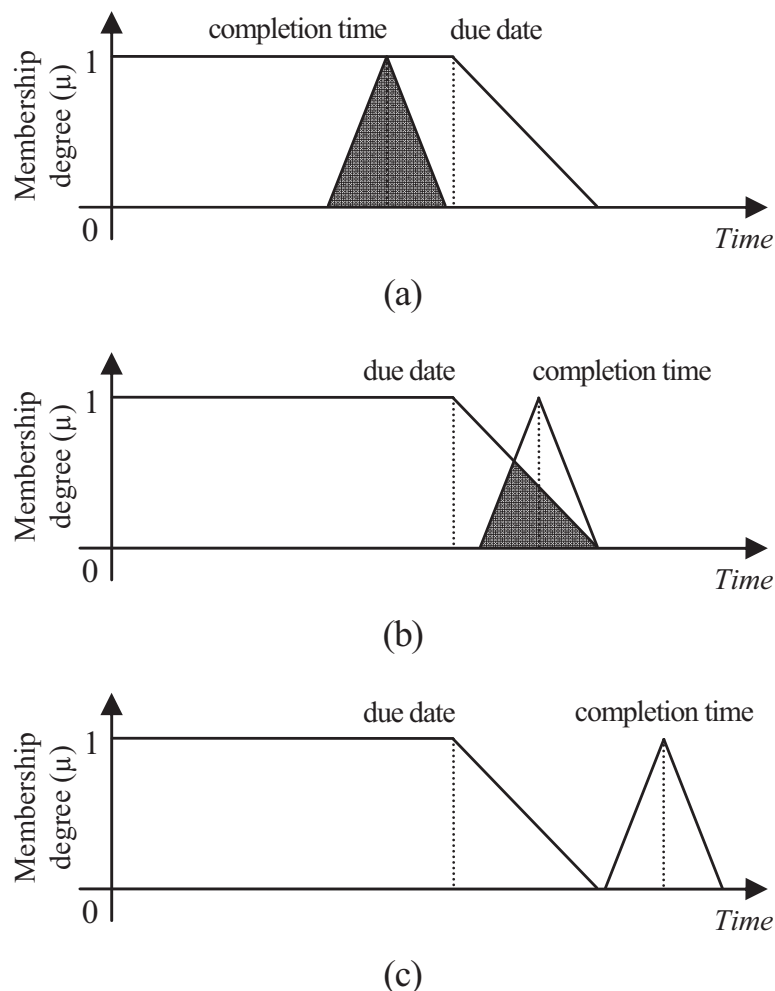 completion time due date
1
Membership
degree (μ)
0
Time
(a)
due date completion time
1
Membership
degree (μ)
0
Time
(b)
due date completion time
1
Membership
degree (μ)
0
Time
(c)